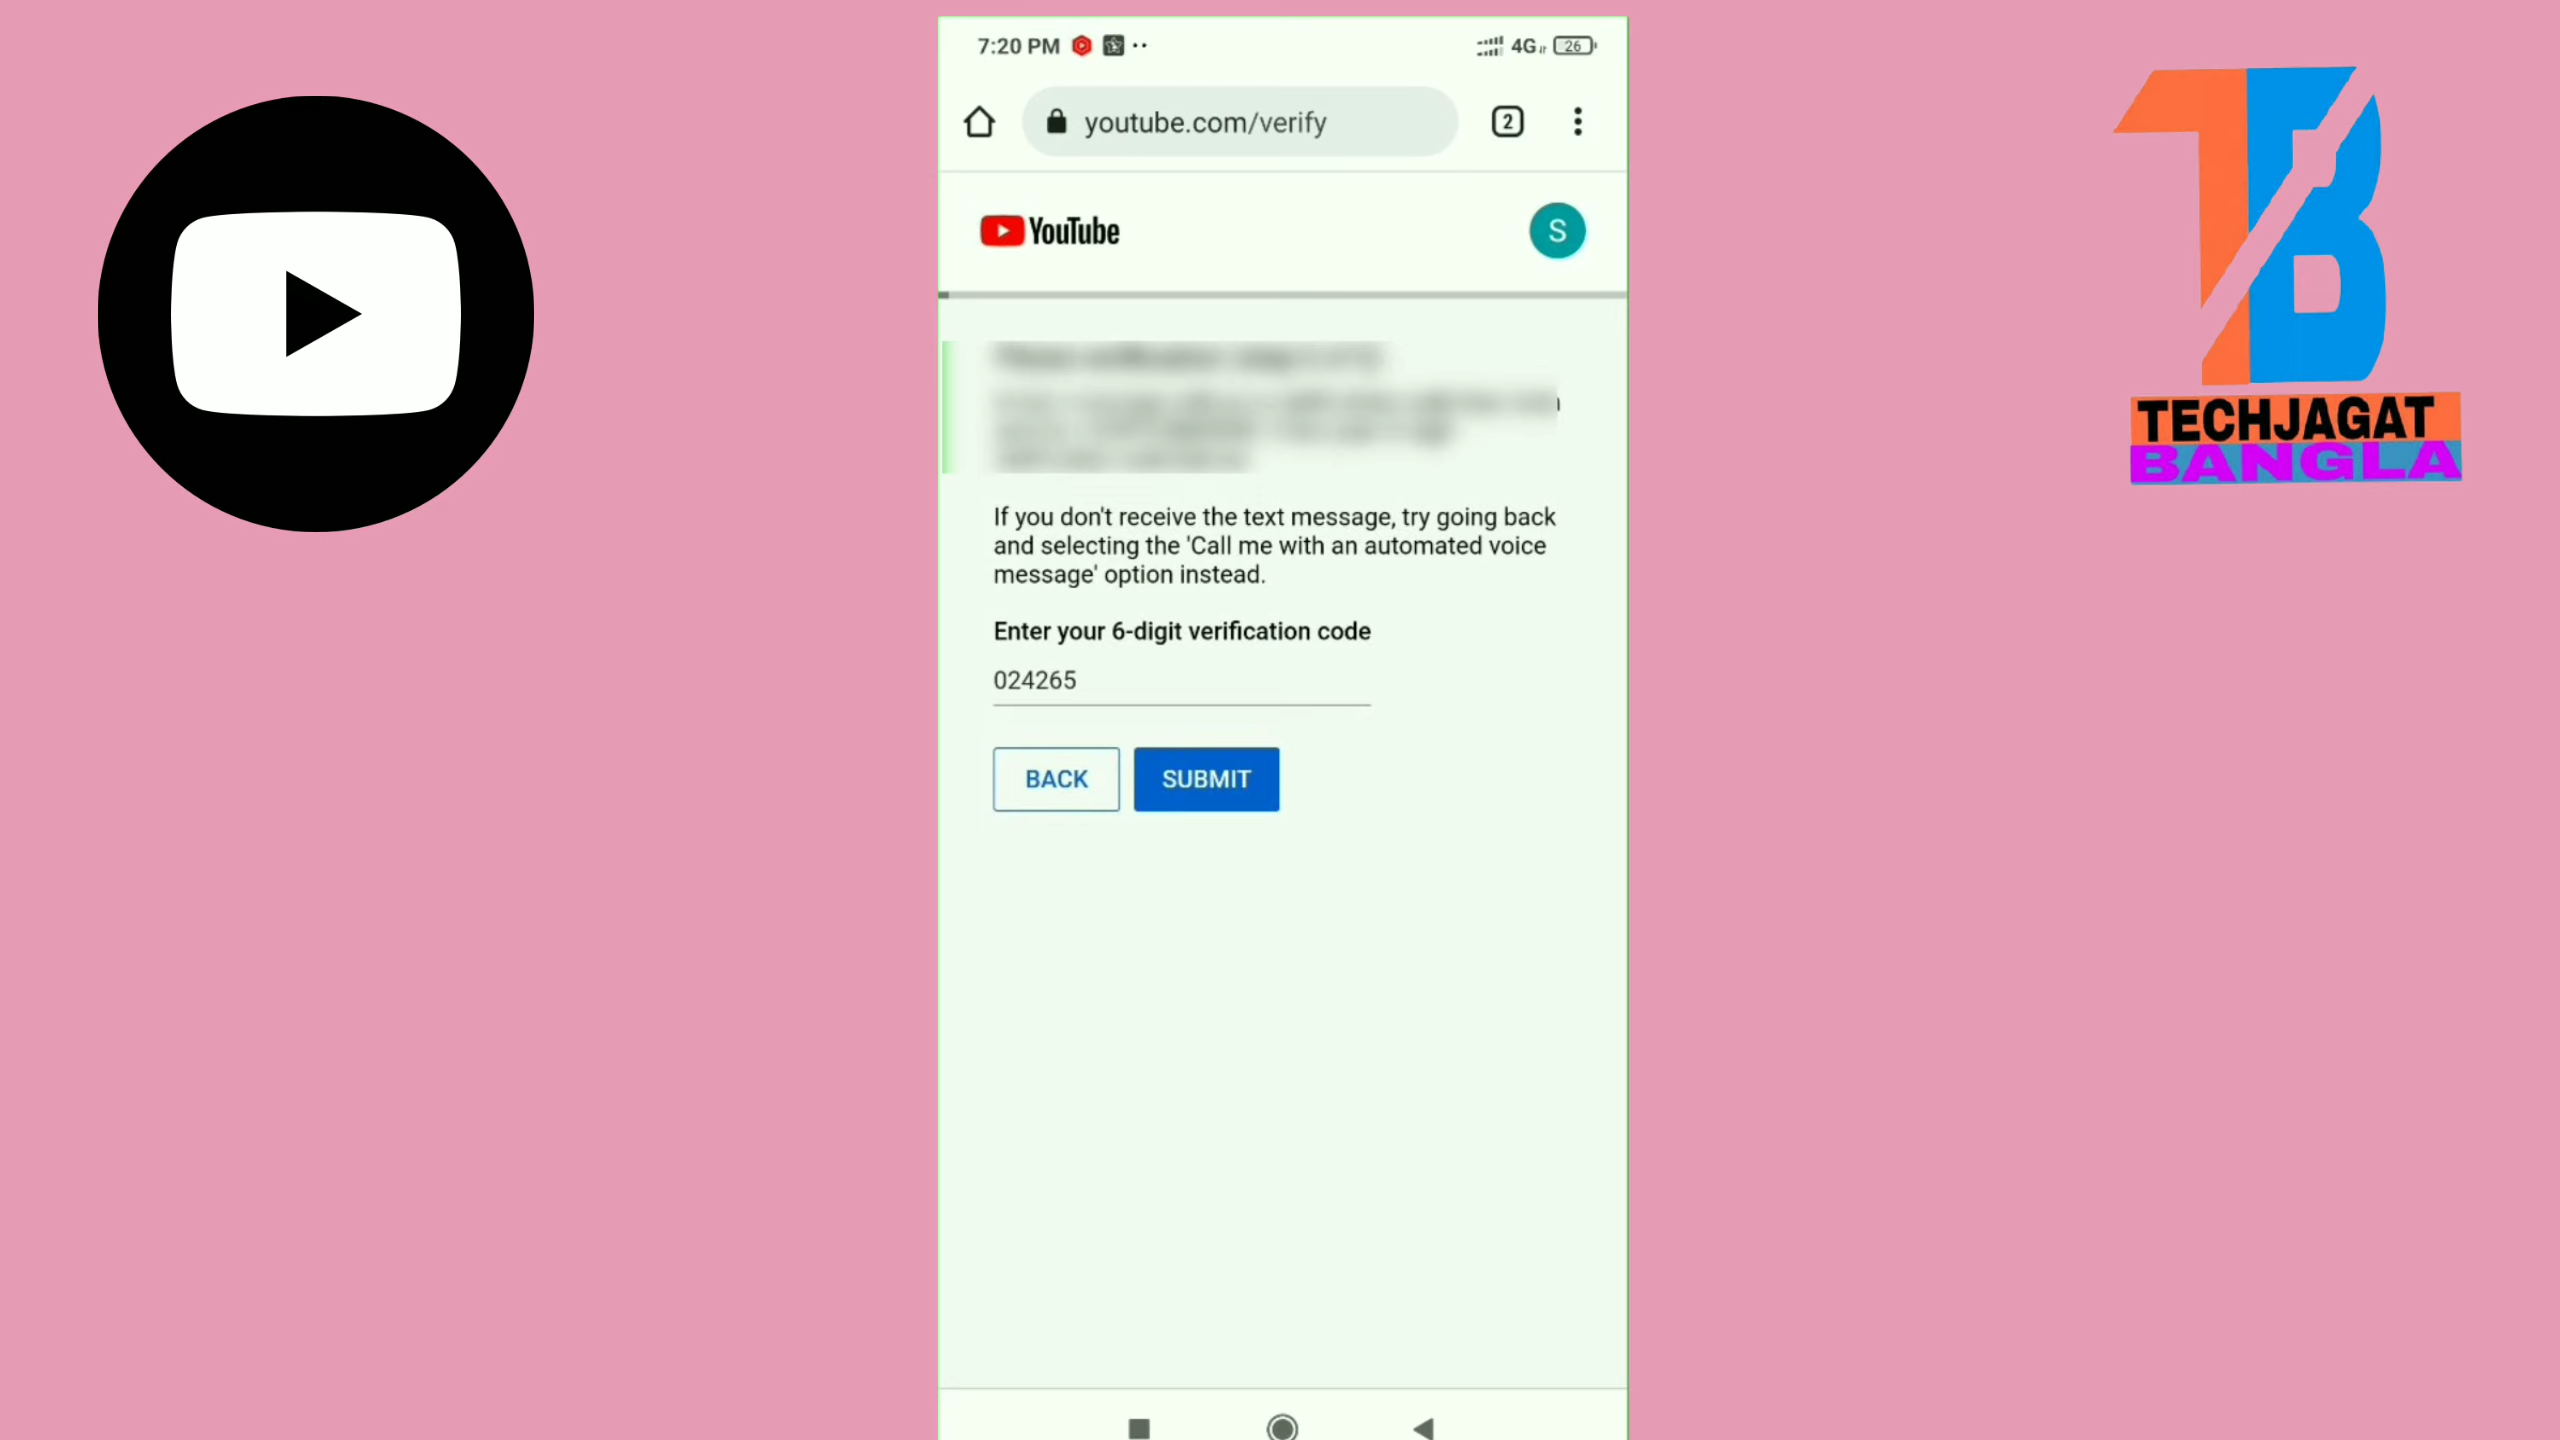 7:20 PM
4G
26
youtube.com/verify
2
YouTube
S
If you don't receive the text message, try going back
and selecting the 'Call me with an automated voice
message' option instead.
Enter your 6-digit verification code
024265
BACK
SUBMIT
TB
TECHJAGAT
BANGLA